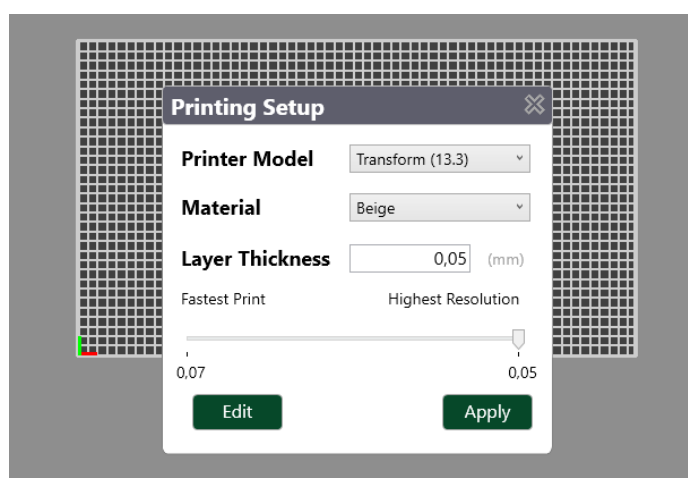 Printing Setup
Printer Model Transform (13.3)
Material Beige
Layer Thickness 0,05 (mm)
Fastest Print Highest Resolution
0,07 0,05
Edit Apply